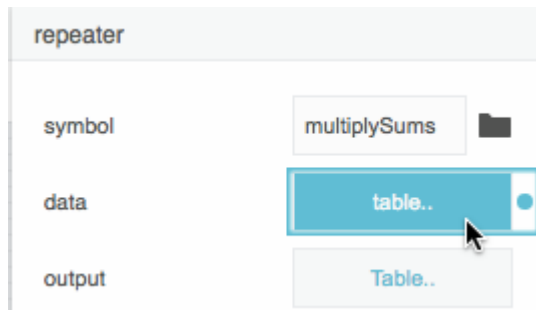 repeater
symbol multiplySums
data table..
output Table..